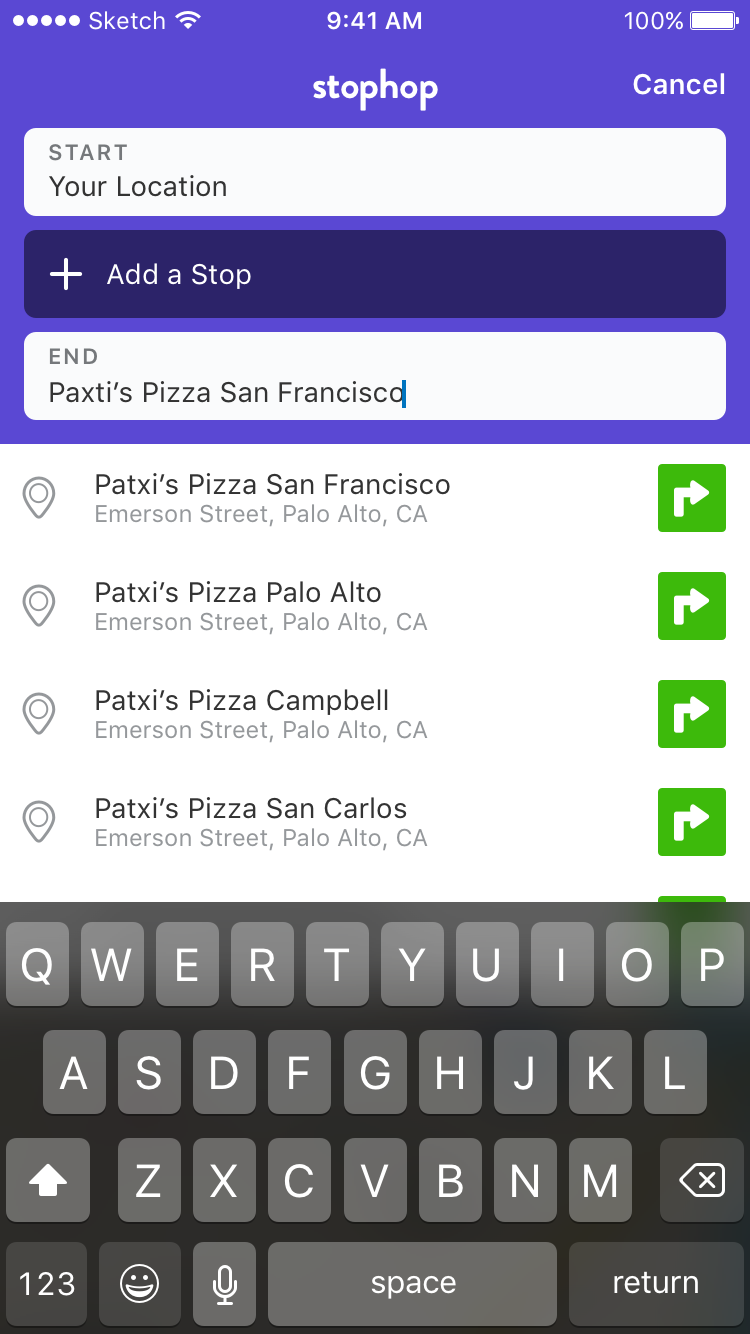 Sketch 9:41 AM 100%
stophop Cancel
START
Your Location
Add a Stop
END
Paxti’s Pizza San Francisco
Patxi’s Pizza San Francisco
Emerson Street, Palo Alto, CA
Patxi’s Pizza Palo Alto
Emerson Street, Palo Alto, CA
Patxi’s Pizza Campbell
Emerson Street, Palo Alto, CA
Patxi’s Pizza San Carlos
Emerson Street, Palo Alto, CA
Q W E R T Y U I O P
A S D F G H J K L
Z X C V B N M
123 space return